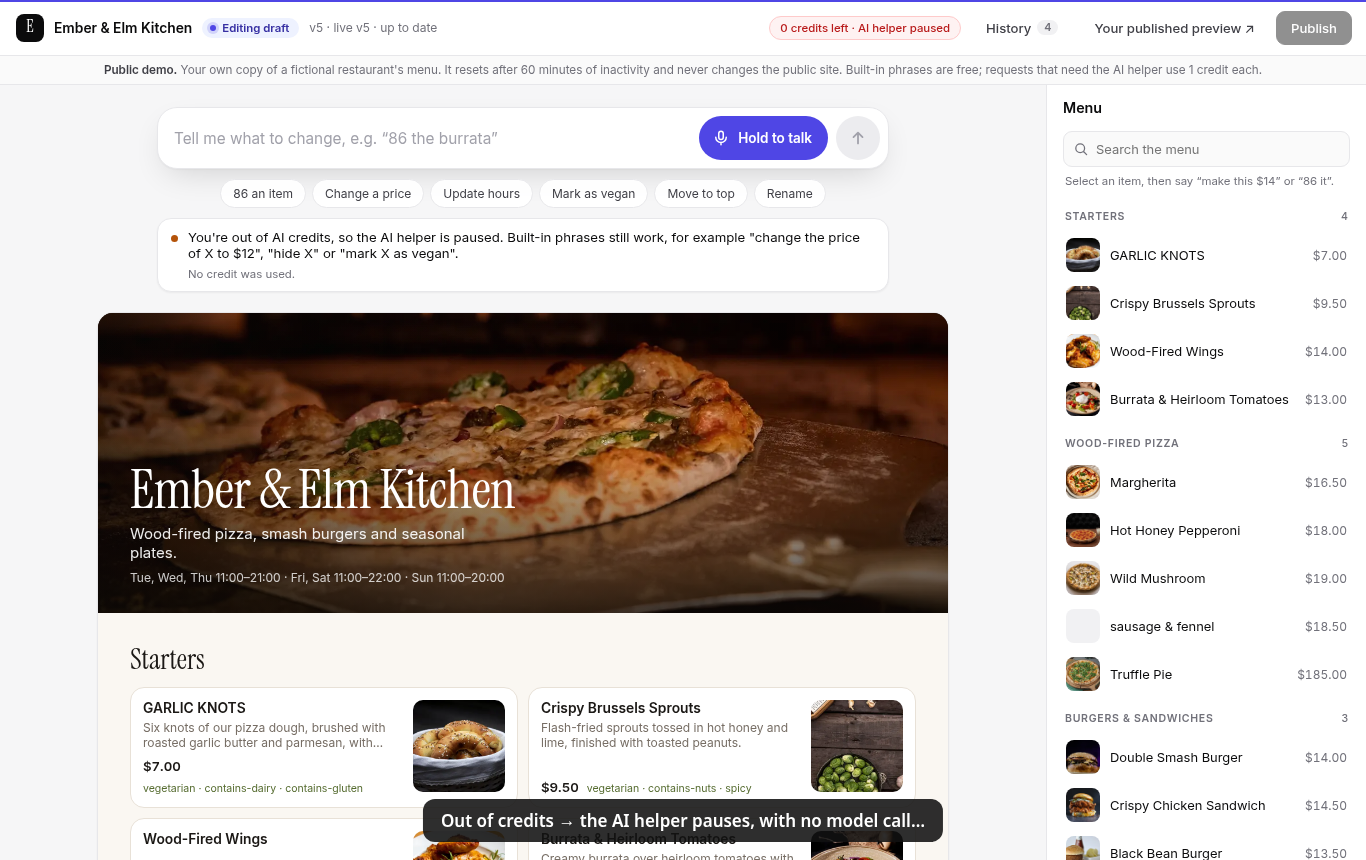 E
Ember & Elm Kitchen
Editing draft
v5 · live v5 · up to date
0 credits left · AI helper paused
History 4
Your published preview ↗
Publish
Public demo. Your own copy of a fictional restaurant's menu. It resets after 60 minutes of inactivity and never changes the public site. Built-in phrases are free; requests that need the AI helper use 1 credit each.
Tell me what to change, e.g. “86 the burrata”
Hold to talk
86 an item
Change a price
Update hours
Mark as vegan
Move to top
Rename
You're out of AI credits, so the AI helper is paused. Built-in phrases still work, for example "change the price
of X to $12", "hide X" or "mark X as vegan".
No credit was used.
Ember & Elm Kitchen
Wood-fired pizza, smash burgers and seasonal
plates.
Tue, Wed, Thu 11:00–21:00 · Fri, Sat 11:00–22:00 · Sun 11:00–20:00
Starters
GARLIC KNOTS
Six knots of our pizza dough, brushed with
roasted garlic butter and parmesan, with...
$7.00
vegetarian · contains-dairy · contains-gluten
Crispy Brussels Sprouts
Flash-fried sprouts tossed in hot honey and
lime, finished with toasted peanuts.
$9.50 vegetarian · contains-nuts · spicy
Wood-Fired Wings
Burrata & Heirloom Tomatoes
Creamy burrata over heirloom tomatoes with
Out of credits → the AI helper pauses, with no model call...
Menu
Search the menu
Select an item, then say “make this $14” or “86 it”.
STARTERS 4
GARLIC KNOTS $7.00
Crispy Brussels Sprouts $9.50
Wood-Fired Wings $14.00
Burrata & Heirloom Tomatoes $13.00
WOOD-FIRED PIZZA 5
Margherita $16.50
Hot Honey Pepperoni $18.00
Wild Mushroom $19.00
sausage & fennel $18.50
Truffle Pie $185.00
BURGERS & SANDWICHES 3
Double Smash Burger $14.00
Crispy Chicken Sandwich $14.50
Black Bean Burger $13.50